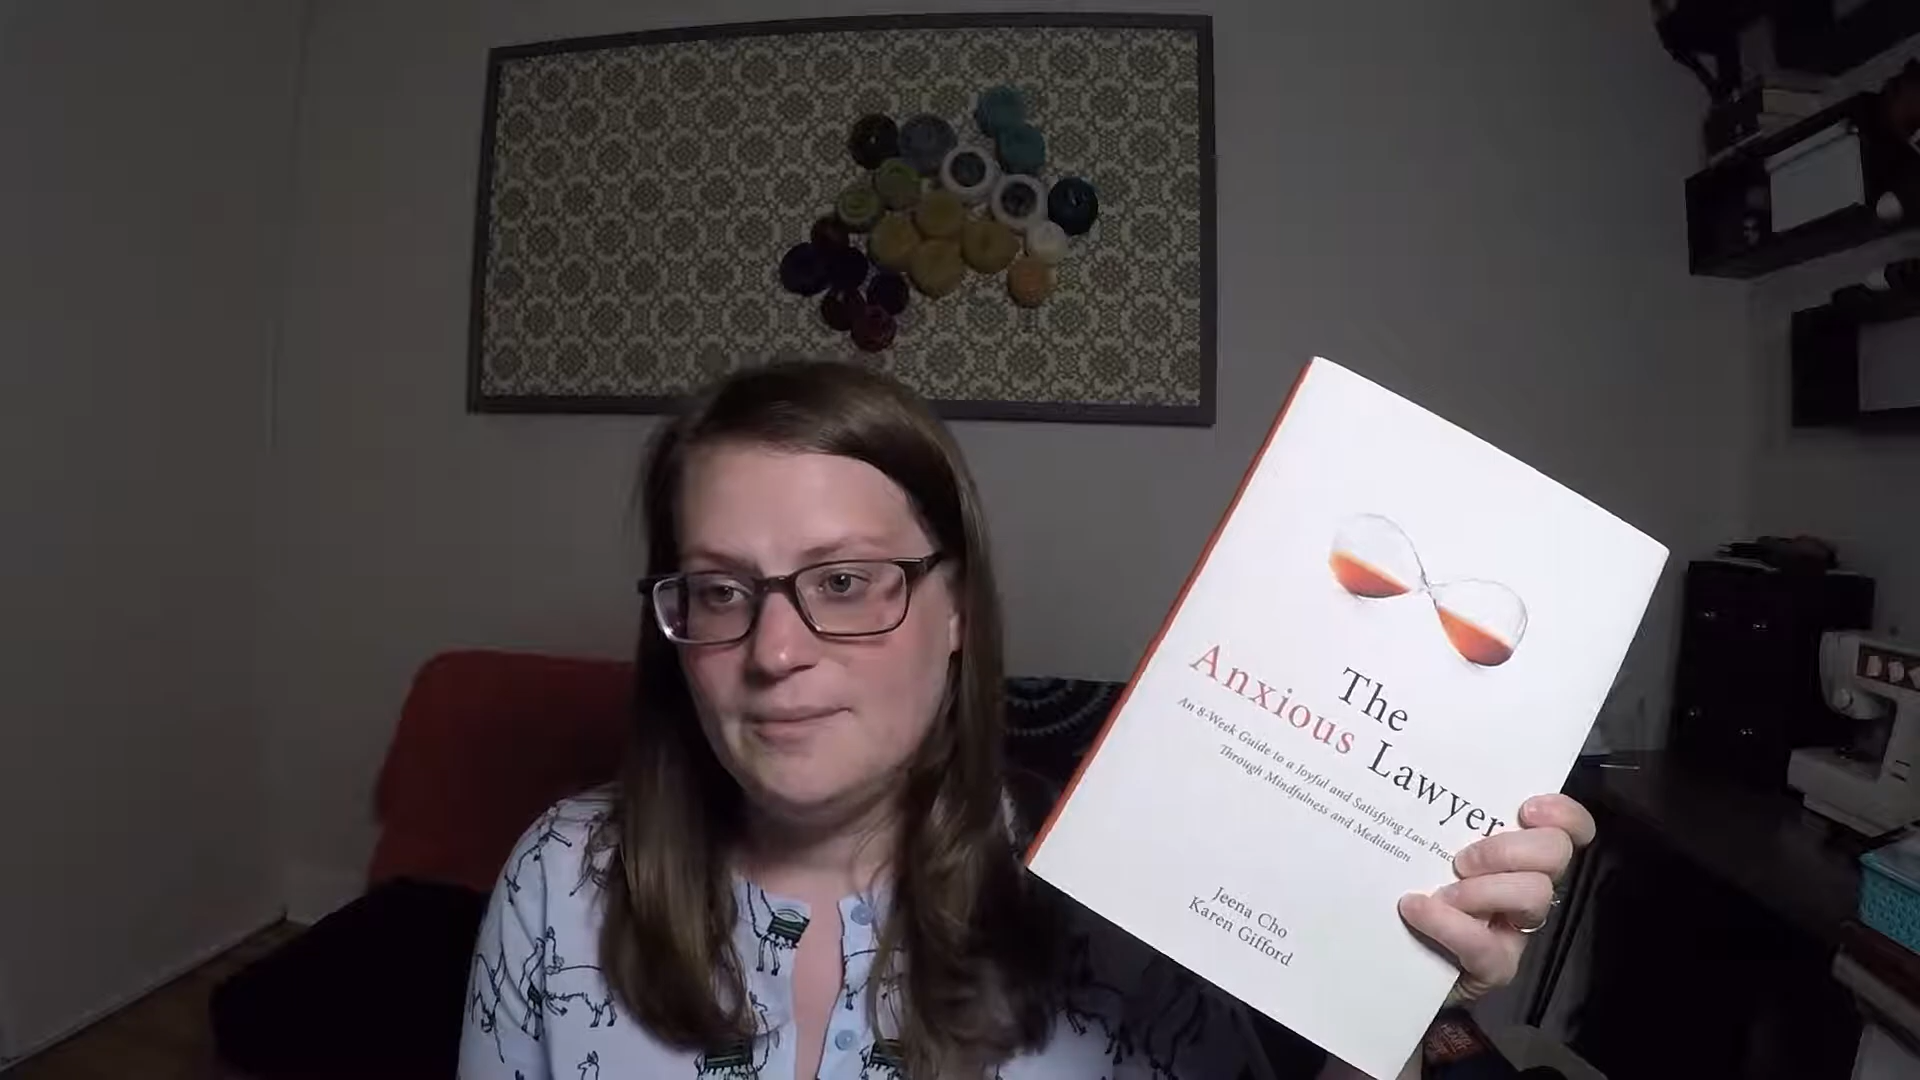 The
Anxious Lawyer
An 8-Week Guide to a Joyful and Satisfying Law
Through Mindfulness and Meditation
Jeena Cho
Karen Gifford